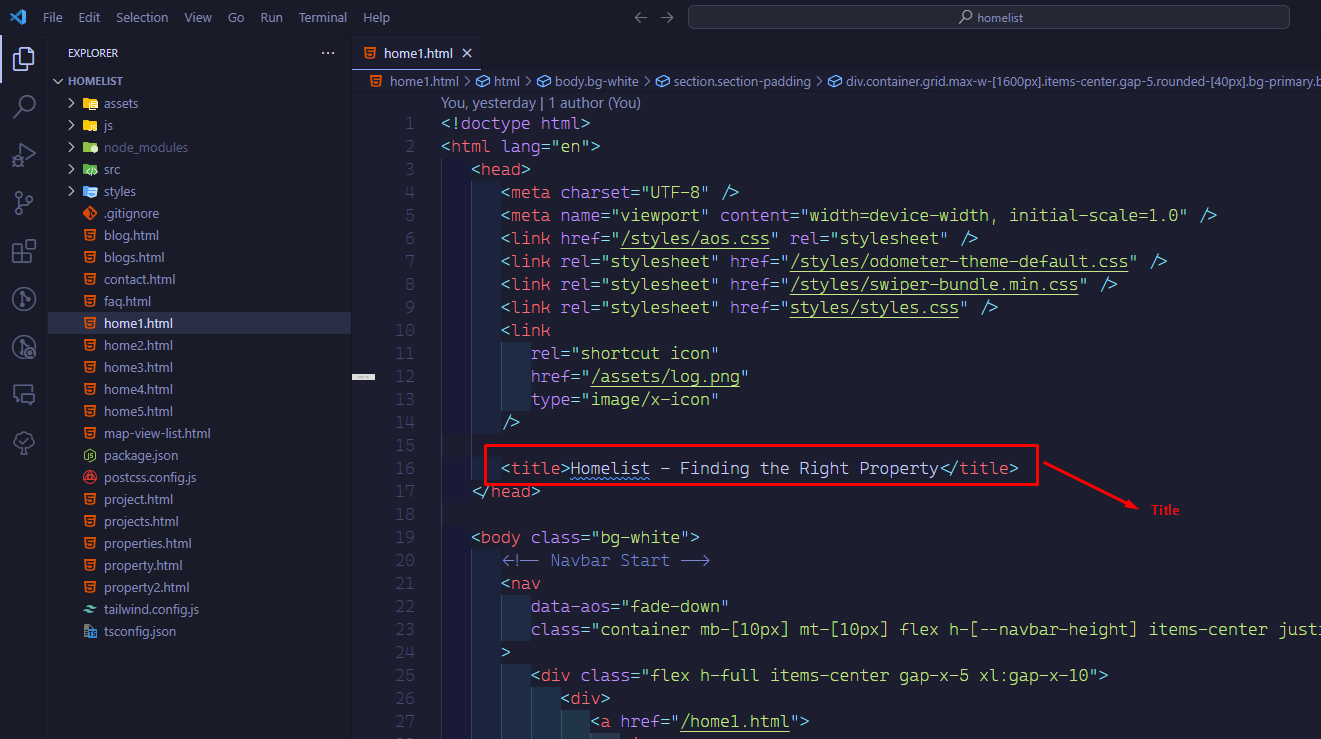 File Edit Selection View Go Run Terminal Help
homelist
EXPLORER
HOMELIST
assets
js
node_modules
src
styles
.gitignore
blog.html
blogs.html
contact.html
faq.html
home1.html
home2.html
home3.html
home4.html
home5.html
map-view-list.html
package.json
postcss.config.js
project.html
projects.html
properties.html
property.html
property2.html
tailwind.config.js
tsconfig.json
home1.html
home1.html > html > body.bg-white > section.section-padding > div.container.grid.max-w-[1600px].items-center.gap-5.rounded-[40px].bg-primary.b
You, yesterday | 1 author (You)
1 <!doctype html>
2 <html lang="en">
3 <head>
4 <meta charset="UTF-8" />
5 <meta name="viewport" content="width=device-width, initial-scale=1.0" />
6 <link href="/styles/aos.css" rel="stylesheet" />
7 <link rel="stylesheet" href="/styles/odometer-theme-default.css" />
8 <link rel="stylesheet" href="/styles/swiper-bundle.min.css" />
9 <link rel="stylesheet" href="styles/styles.css" />
10 <link
11 rel="shortcut icon"
12 href="/assets/log.png"
13 type="image/x-icon"
14 />
15
16 <title>Homelist - Finding the Right Property</title>
Title
17 </head>
18
19 <body class="bg-white">
20 <!-- Navbar Start -->
21 <nav
22 data-aos="fade-down"
23 class="container mb-[10px] mt-[10px] flex h-[--navbar-height] items-center justi
24 >
25 <div class="flex h-full items-center gap-x-5 xl:gap-x-10">
26 <div>
27 <a href="/home1.html">